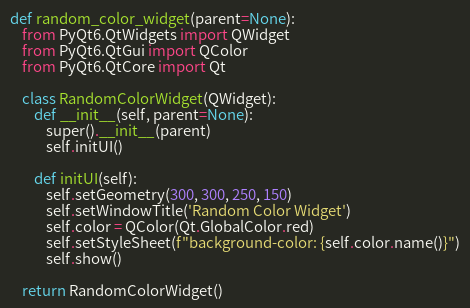 def random_color_widget(parent=None):
    from PyQt6.QtWidgets import QWidget
    from PyQt6.QtGui import QColor
    from PyQt6.QtCore import Qt

    class RandomColorWidget(QWidget):
        def __init__(self, parent=None):
            super().__init__(parent)
            self.initUI()

        def initUI(self):
            self.setGeometry(300, 300, 250, 150)
            self.setWindowTitle('Random Color Widget')
            self.color = QColor(Qt.GlobalColor.red)
            self.setStyleSheet(f"background-color: {self.color.name()}")
            self.show()

    return RandomColorWidget()